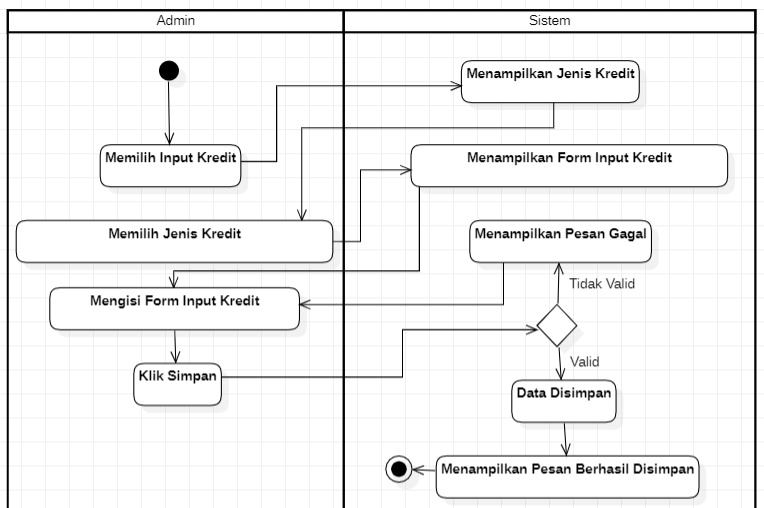 Admin
Sistem
Menampilkan Jenis Kredit
Memilih Input Kredit
Menampilkan Form Input Kredit
Memilih Jenis Kredit
Menampilkan Pesan Gagal
Tidak Valid
Mengisi Form Input Kredit
Valid
Klik Simpan
Data Disimpan
Menampilkan Pesan Berhasil Disimpan